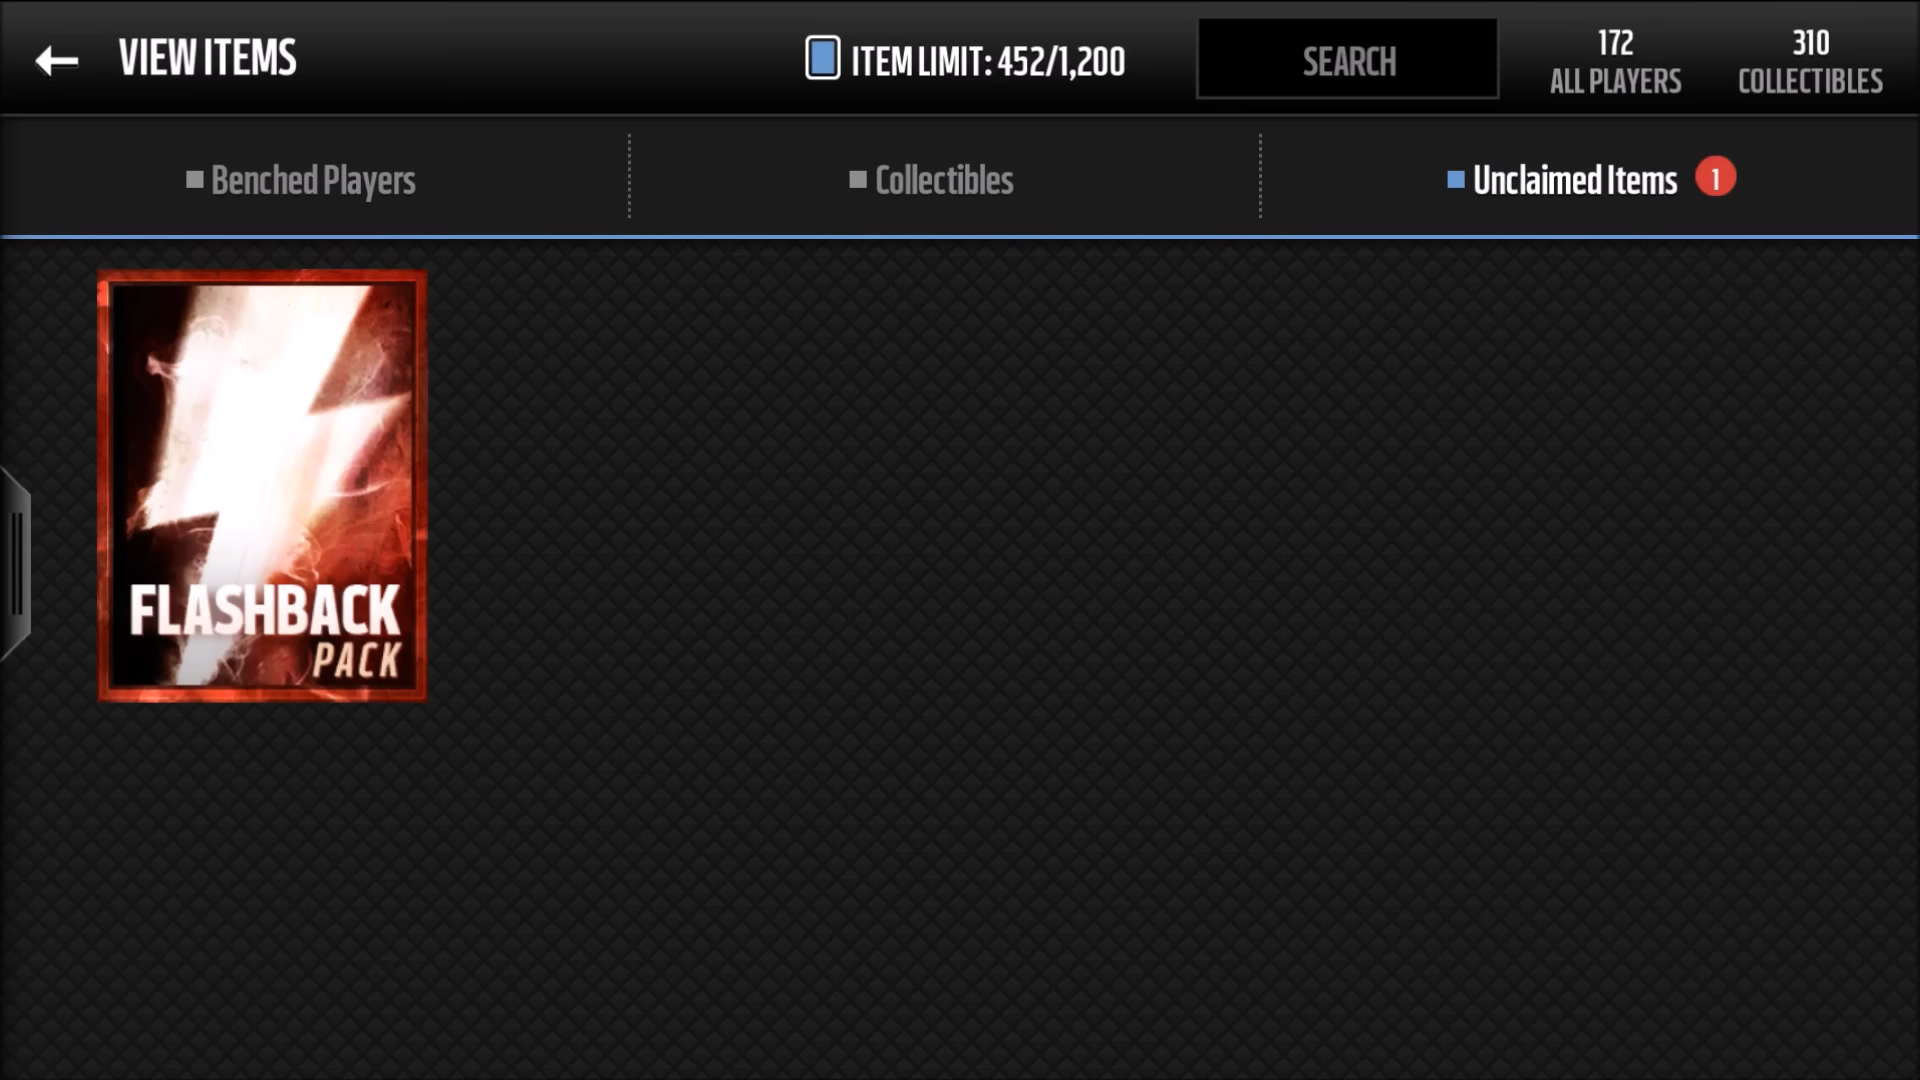 VIEW ITEMS
ITEM LIMIT: 452/1,200
SEARCH
172
ALL PLAYERS
310
COLLECTIBLES
Benched Players
Collectibles
Unclaimed Items
1
FLASHBACK
PACK